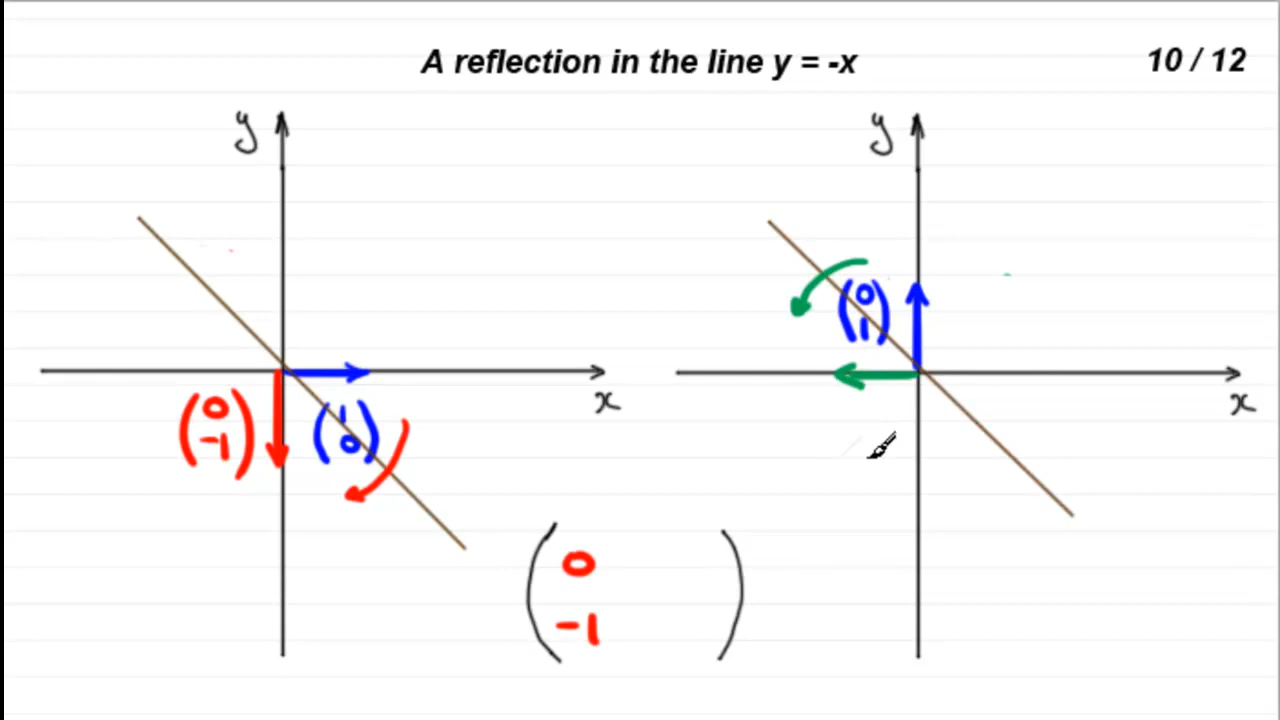 A reflection in the line y = -x
10 / 12
y
y
x
x
(0
-1)
(1
0)
(0
1)
(0
-1 )